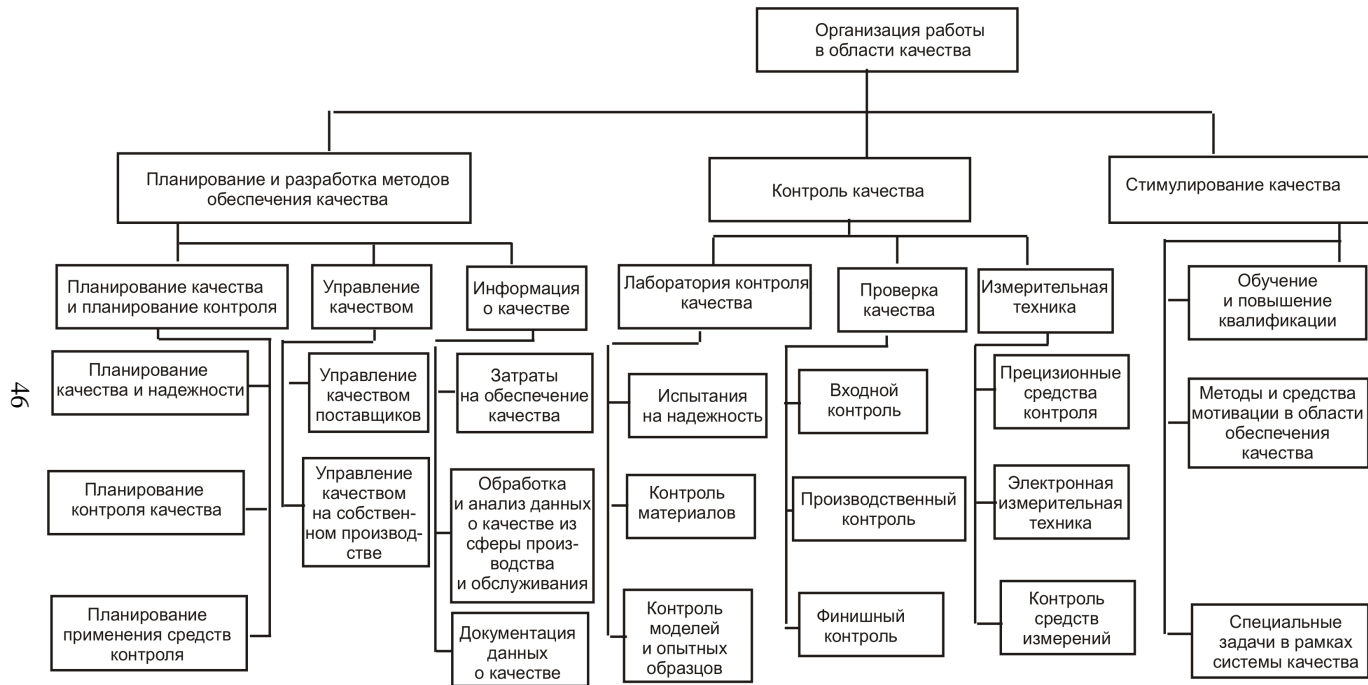 Организация работы
в области качества
Планирование и разработка методов
обеспечения качества
Контроль качества
Стимулирование качества
Планирование качества
и планирование контроля
Управление
качеством
Информация
о качестве
Лаборатория контроля
качества
Проверка
качества
Измерительная
техника
Обучение
и повышение
квалификации
Планирование
качества и надежности
Управление
качеством
поставщиков
Затраты
на обеспечение
качества
Испытания
на надежность
Входной
контроль
Прецизионные
средства
контроля
Методы и средства
мотивации в области
обеспечения
качества
Планирование
контроля качества
Управление
качеством
на собствен-
ном производ-
стве
Обработка
и анализ данных
о качестве из
сферы произ-
водства
и обслуживания
Контроль
материалов
Производственный
контроль
Электронная
измерительная
техника
Планирование
применения средств
контроля
Документация
данных
о качестве
Контроль
моделей
и опытных
образцов
Финишный
контроль
Контроль
средств
измерений
Специальные
задачи в рамках
системы качества
46